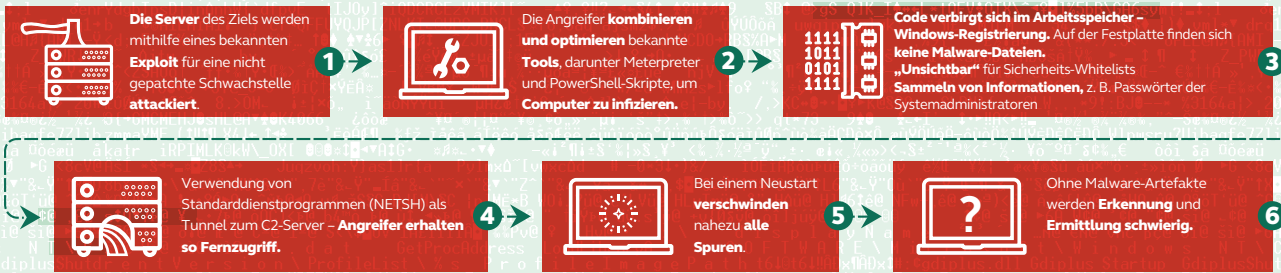 Die Server des Ziels werden
mithilfe eines bekannten
Exploit für eine nicht
gepatchte Schwachstelle
attackiert.
1
Die Angreifer kombinieren
und optimieren bekannte
Tools, darunter Meterpreter
und PowerShell-Skripte, um
Computer zu infizieren.
2
1111
1011
0101
1111
Code verbirgt sich im Arbeitsspeicher –
Windows-Registrierung. Auf der Festplatte finden sich
keine Malware-Dateien.
„Unsichtbar“ für Sicherheits-Whitelists
Sammeln von Informationen, z. B. Passwörter der
Systemadministratoren
3
Verwendung von
Standarddienstprogrammen (NETSH) als
Tunnel zum C2-Server – Angreifer erhalten
so Fernzugriff.
4
Bei einem Neustart
verschwinden
nahezu alle
Spuren.
5
?
Ohne Malware-Artefakte
werden Erkennung und
Ermittlung schwierig.
6